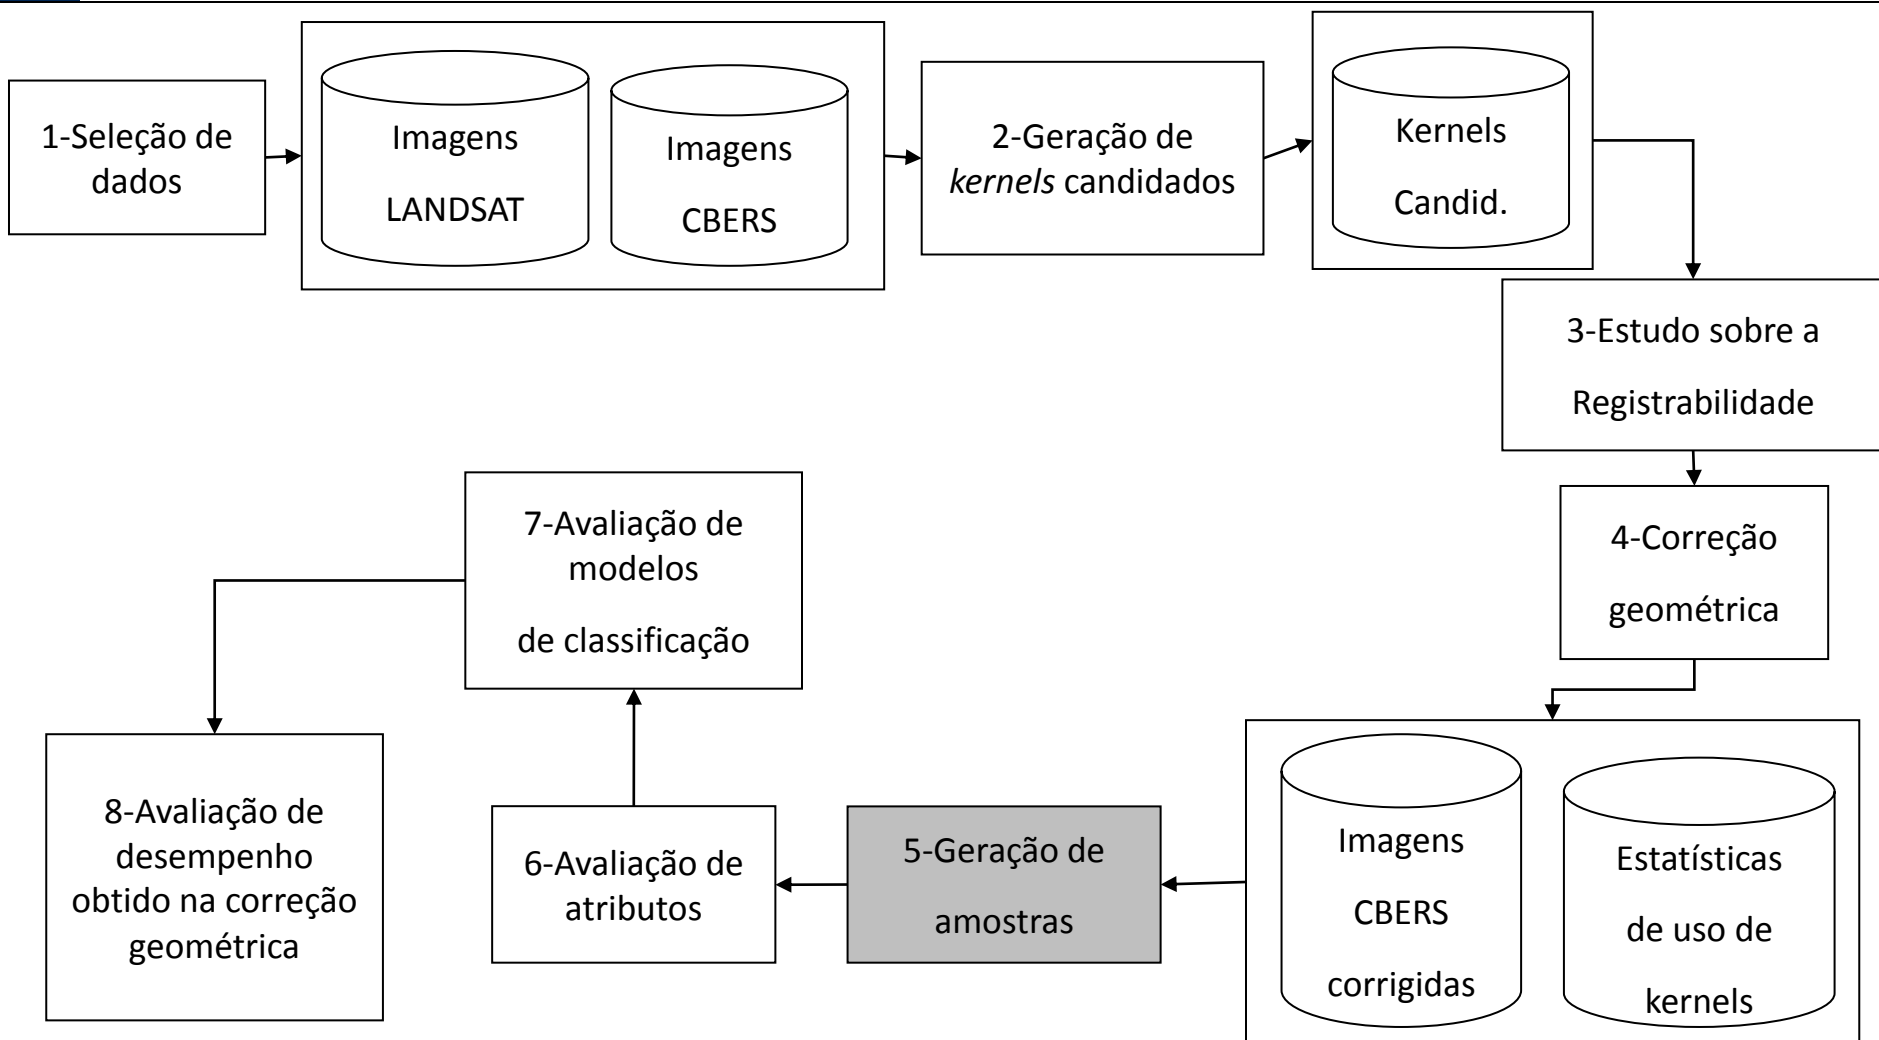 1-Seleção de
dados
Imagens
LANDSAT
Imagens
CBERS
2-Geração de
kernels candidados
Kernels
Candid.
3-Estudo sobre a
Registrabilidade
4-Correção
geométrica
Imagens
CBERS
corrigidas
Estatísticas
de uso de
kernels
5-Geração de
amostras
6-Avaliação de
atributos
7-Avaliação de
modelos
de classificação
8-Avaliação de
desempenho
obtido na correção
geométrica